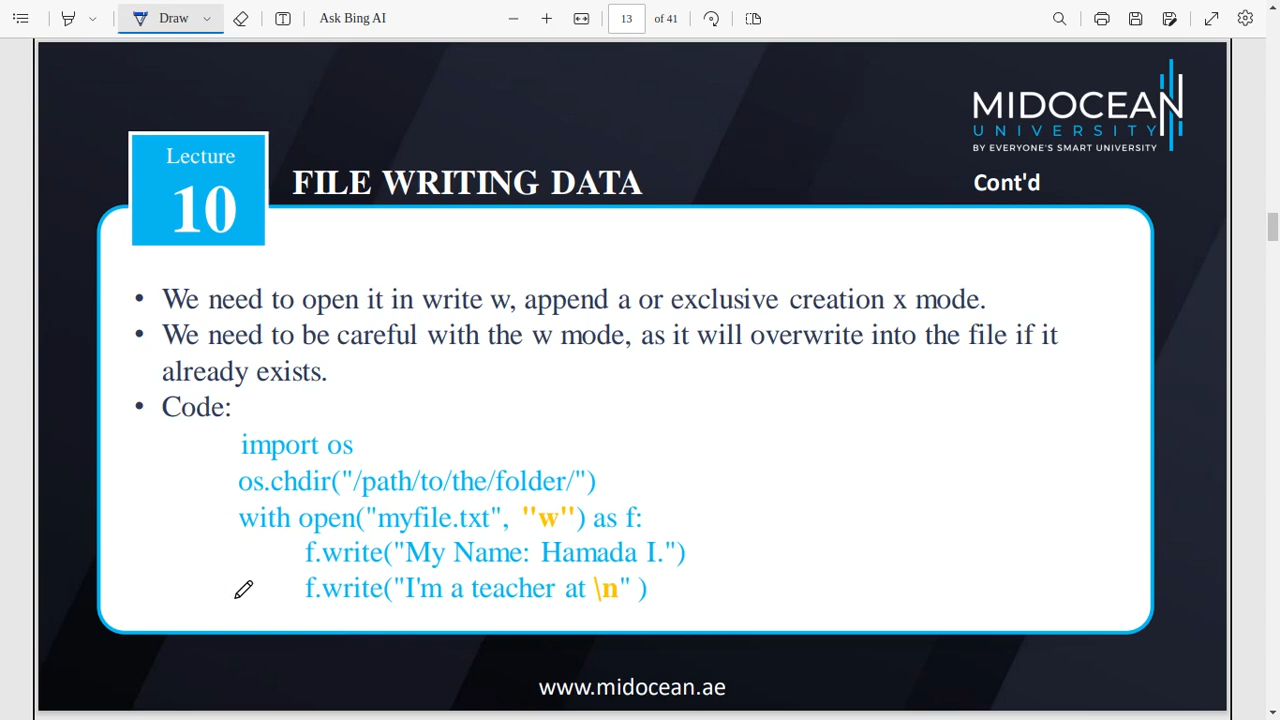 Draw
Ask Bing AI
13 of 41
MIDOCEAN
UNIVERSITY
BY EVERYONE'S SMART UNIVERSITY
Lecture
10
FILE WRITING DATA
Cont'd
• We need to open it in write w, append a or exclusive creation x mode.
• We need to be careful with the w mode, as it will overwrite into the file if it
already exists.
• Code:
import os
os.chdir("/path/to/the/folder/")
with open("myfile.txt", "w") as f:
f.write("My Name: Hamada I.")
f.write("I'm a teacher at \n" )
www.midocean.ae